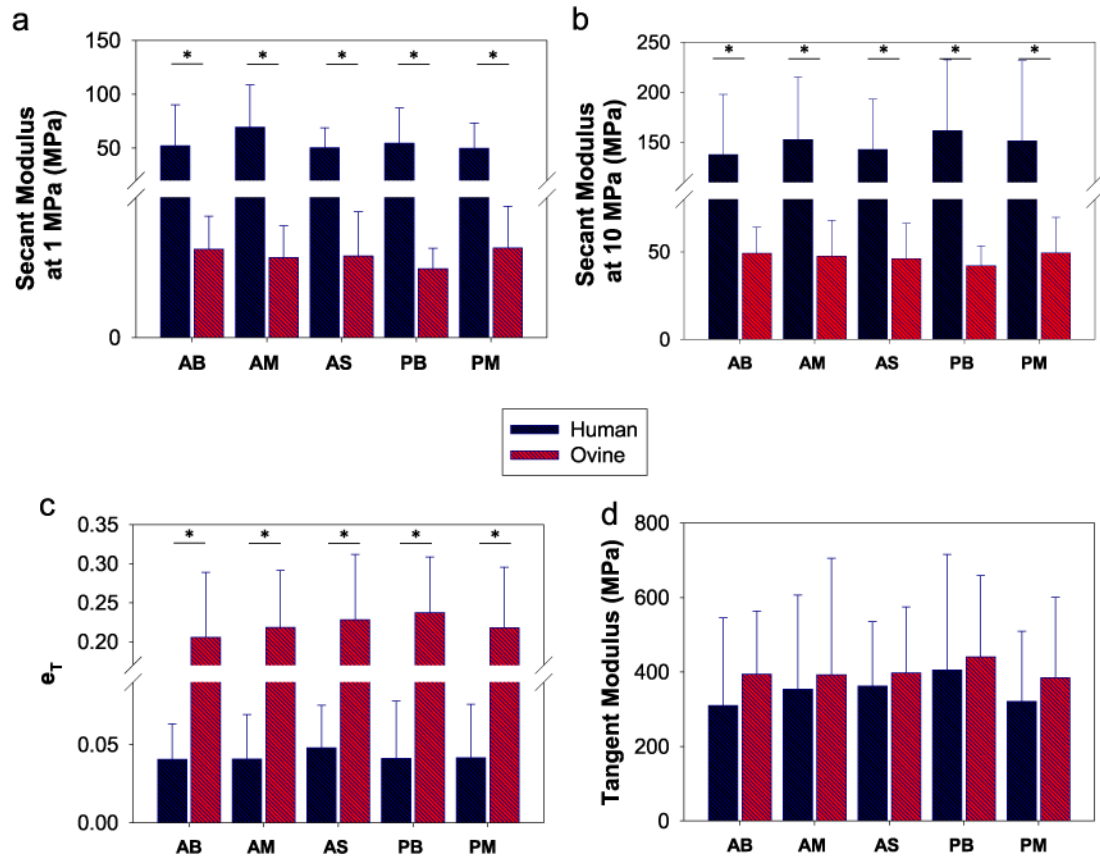 a
150
100
50
0
Secant Modulus
at 1 MPa (MPa)
* * * * *
AB AM AS PB PM
b
250
200
150
50
0
Secant Modulus
at 10 MPa (MPa)
* * * * *
AB AM AS PB PM
Human
Ovine
c
0.35
0.30
0.25
0.20
0.05
0.00
e_T
* * * * *
AB AM AS PB PM
d
800
600
400
200
0
Tangent Modulus (MPa)
AB AM AS PB PM